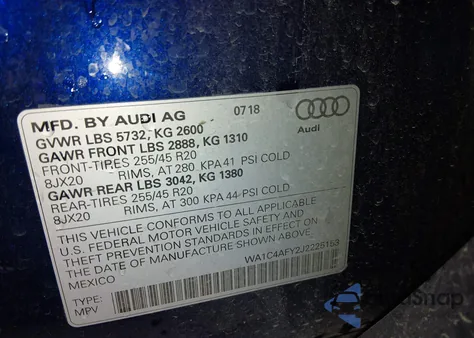 MFD. BY AUDI AG 07 18
GVWR LBS 5732, KG 2600
GAWR FRONT LBS 2888, KG 1310
FRONT-TIRES 255/45 R20
8JX20 RIMS, AT 280 KPA 41 PSI COLD
GAWR REAR LBS 3042, KG 1380
REAR-TIRES 255/45 R20
8JX20 RIMS, AT 300 KPA 44 PSI COLD
Audi
THIS VEHICLE CONFORMS TO ALL APPLICABLE
U.S. FEDERAL MOTOR VEHICLE SAFETY AND
THEFT PREVENTION STANDARDS IN EFFECT ON
THE DATE OF MANUFACTURE SHOWN ABOVE.
MEXICO WA1C4AFY2J2228153
TYPE:
MPV